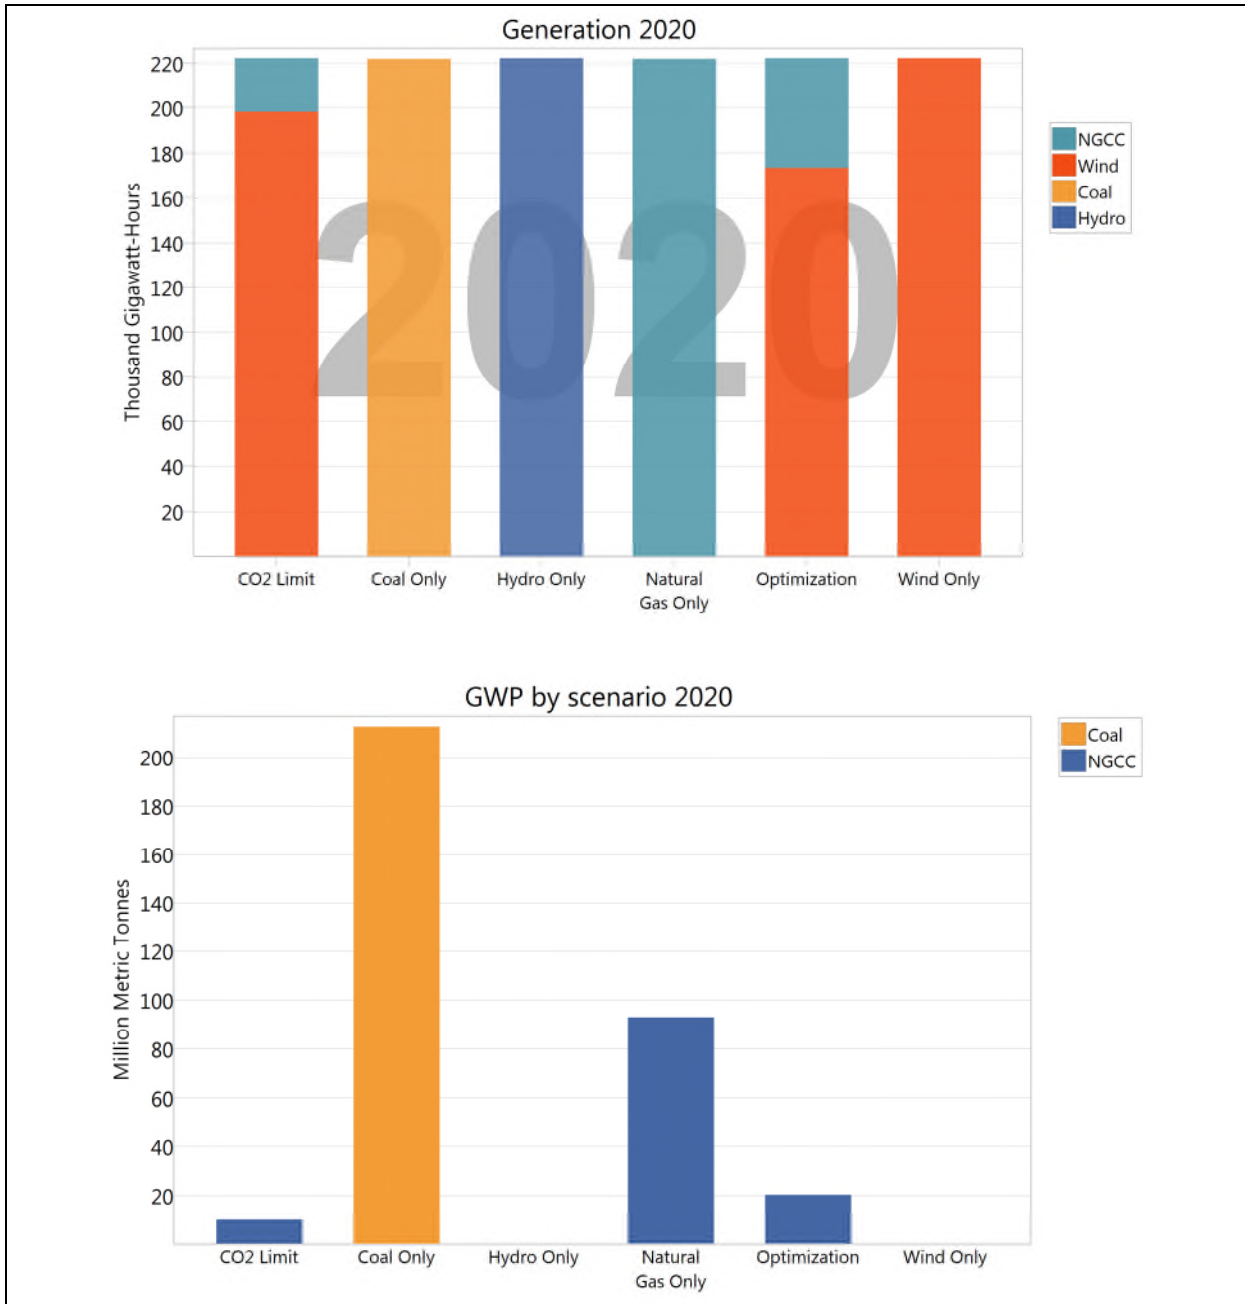 Generation 2020
220
200
180
160
140
120
100
80
60
40
20
Thousand Gigawatt-Hours
2020
CO2 Limit
Coal Only
Hydro Only
Natural
Gas Only
Optimization
Wind Only
NGCC
Wind
Coal
Hydro
GWP by scenario 2020
200
180
160
140
120
100
80
60
40
20
Million Metric Tonnes
CO2 Limit
Coal Only
Hydro Only
Natural
Gas Only
Optimization
Wind Only
Coal
NGCC